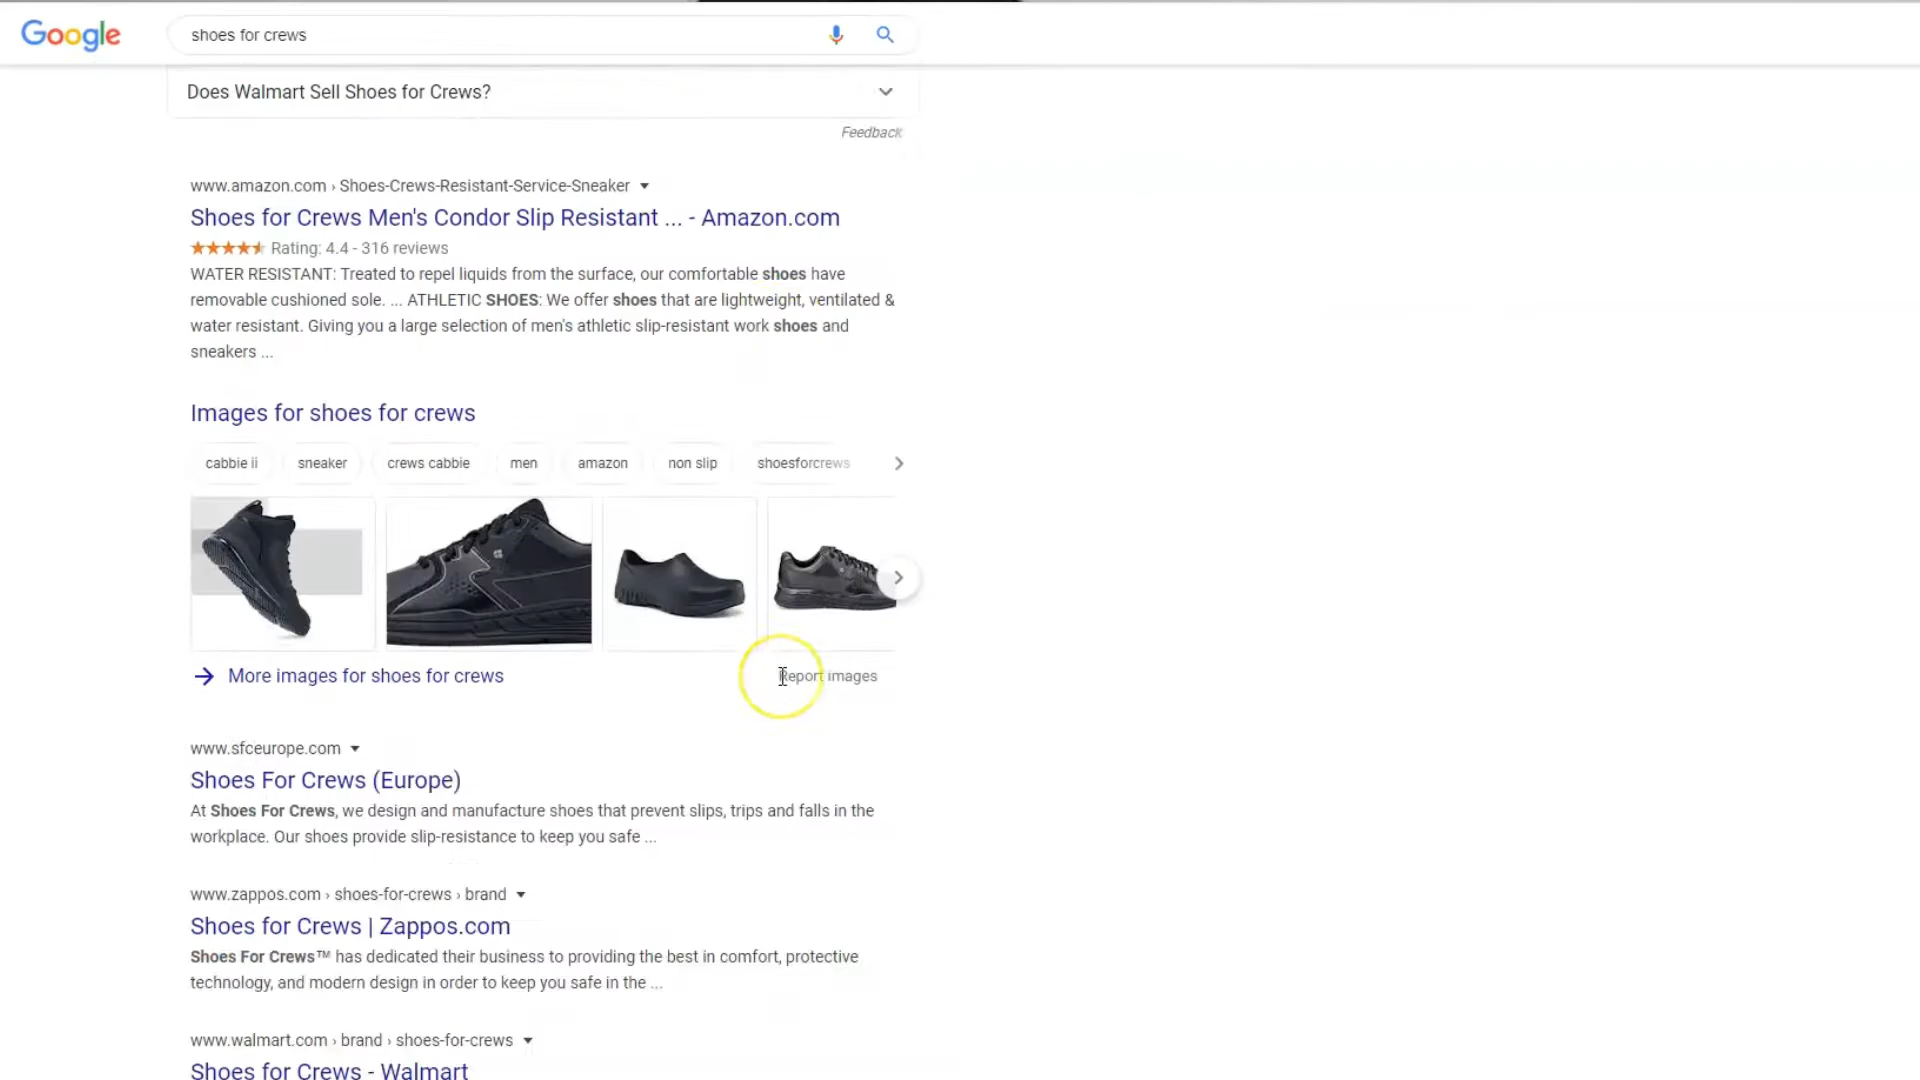 Google
shoes for crews
Does Walmart Sell Shoes for Crews?
Feedback
www.amazon.com › Shoes-Crews-Resistant-Service-Sneaker
Shoes for Crews Men's Condor Slip Resistant ... - Amazon.com
Rating: 4.4 - 316 reviews
WATER RESISTANT: Treated to repel liquids from the surface, our comfortable shoes have
removable cushioned sole. ... ATHLETIC SHOES: We offer shoes that are lightweight, ventilated &
water resistant. Giving you a large selection of men's athletic slip-resistant work shoes and
sneakers ...
Images for shoes for crews
cabbie ii sneaker crews cabbie men amazon non slip shoesforcrews
More images for shoes for crews
Report images
www.sfceurope.com
Shoes For Crews (Europe)
At Shoes For Crews, we design and manufacture shoes that prevent slips, trips and falls in the
workplace. Our shoes provide slip-resistance to keep you safe ...
www.zappos.com › shoes-for-crews › brand
Shoes for Crews | Zappos.com
Shoes For Crews™ has dedicated their business to providing the best in comfort, protective
technology, and modern design in order to keep you safe in the ...
www.walmart.com › brand › shoes-for-crews
Shoes for Crews - Walmart